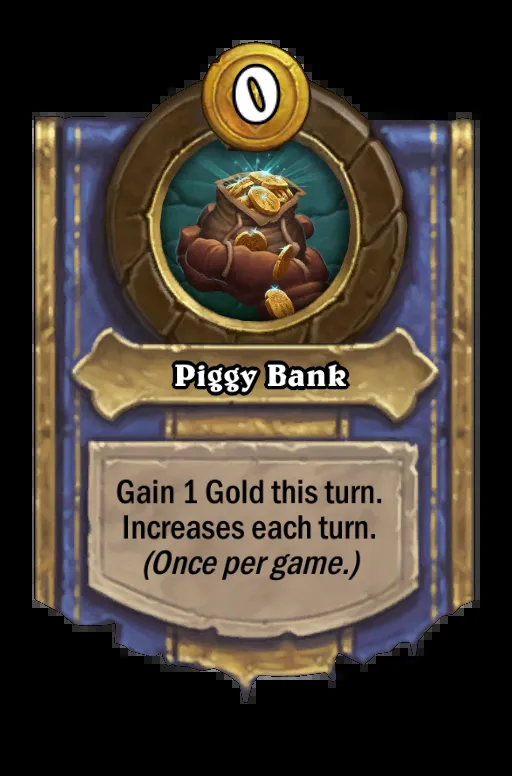 0
Piggy Bank
Gain 1 Gold this turn.
Increases each turn.
(Once per game.)